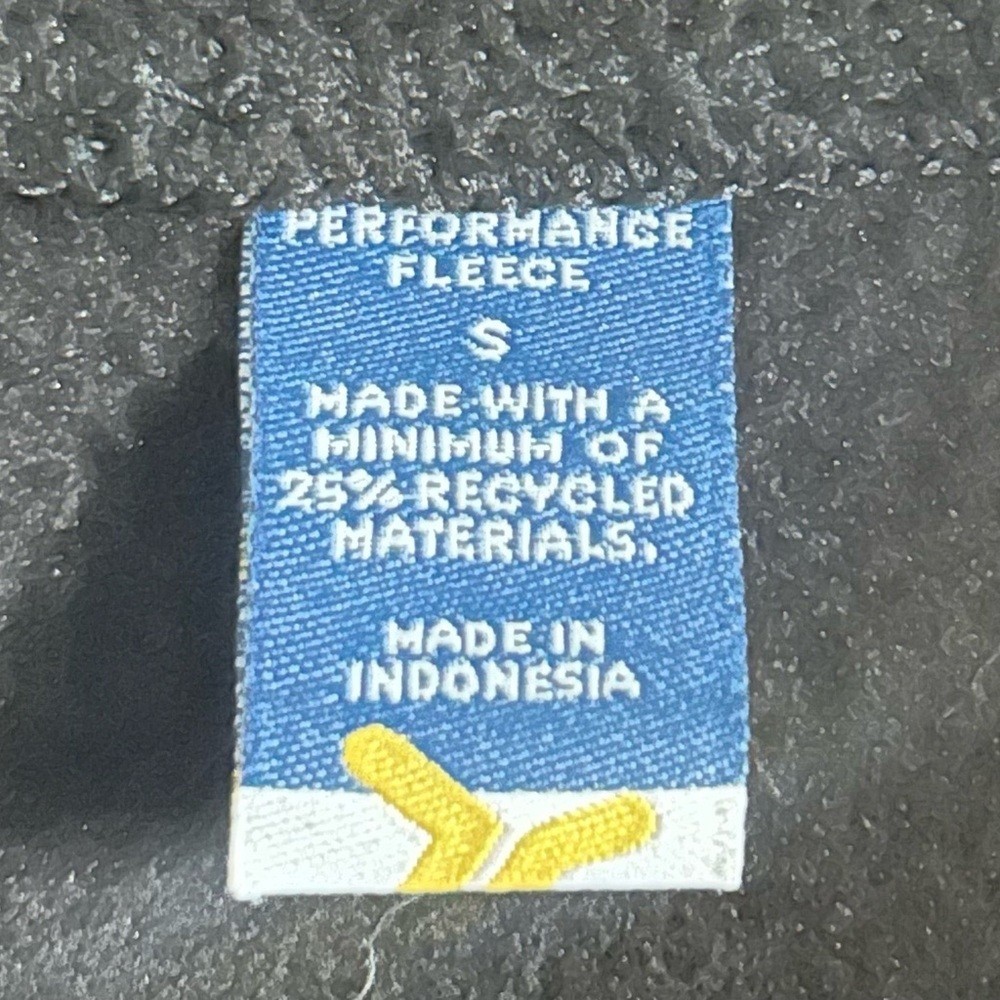 PERFORMANCE
FLEECE
S
MADE WITH A
MINIMUM OF
25% RECYCLED
MATERIALS.
MADE IN
INDONESIA